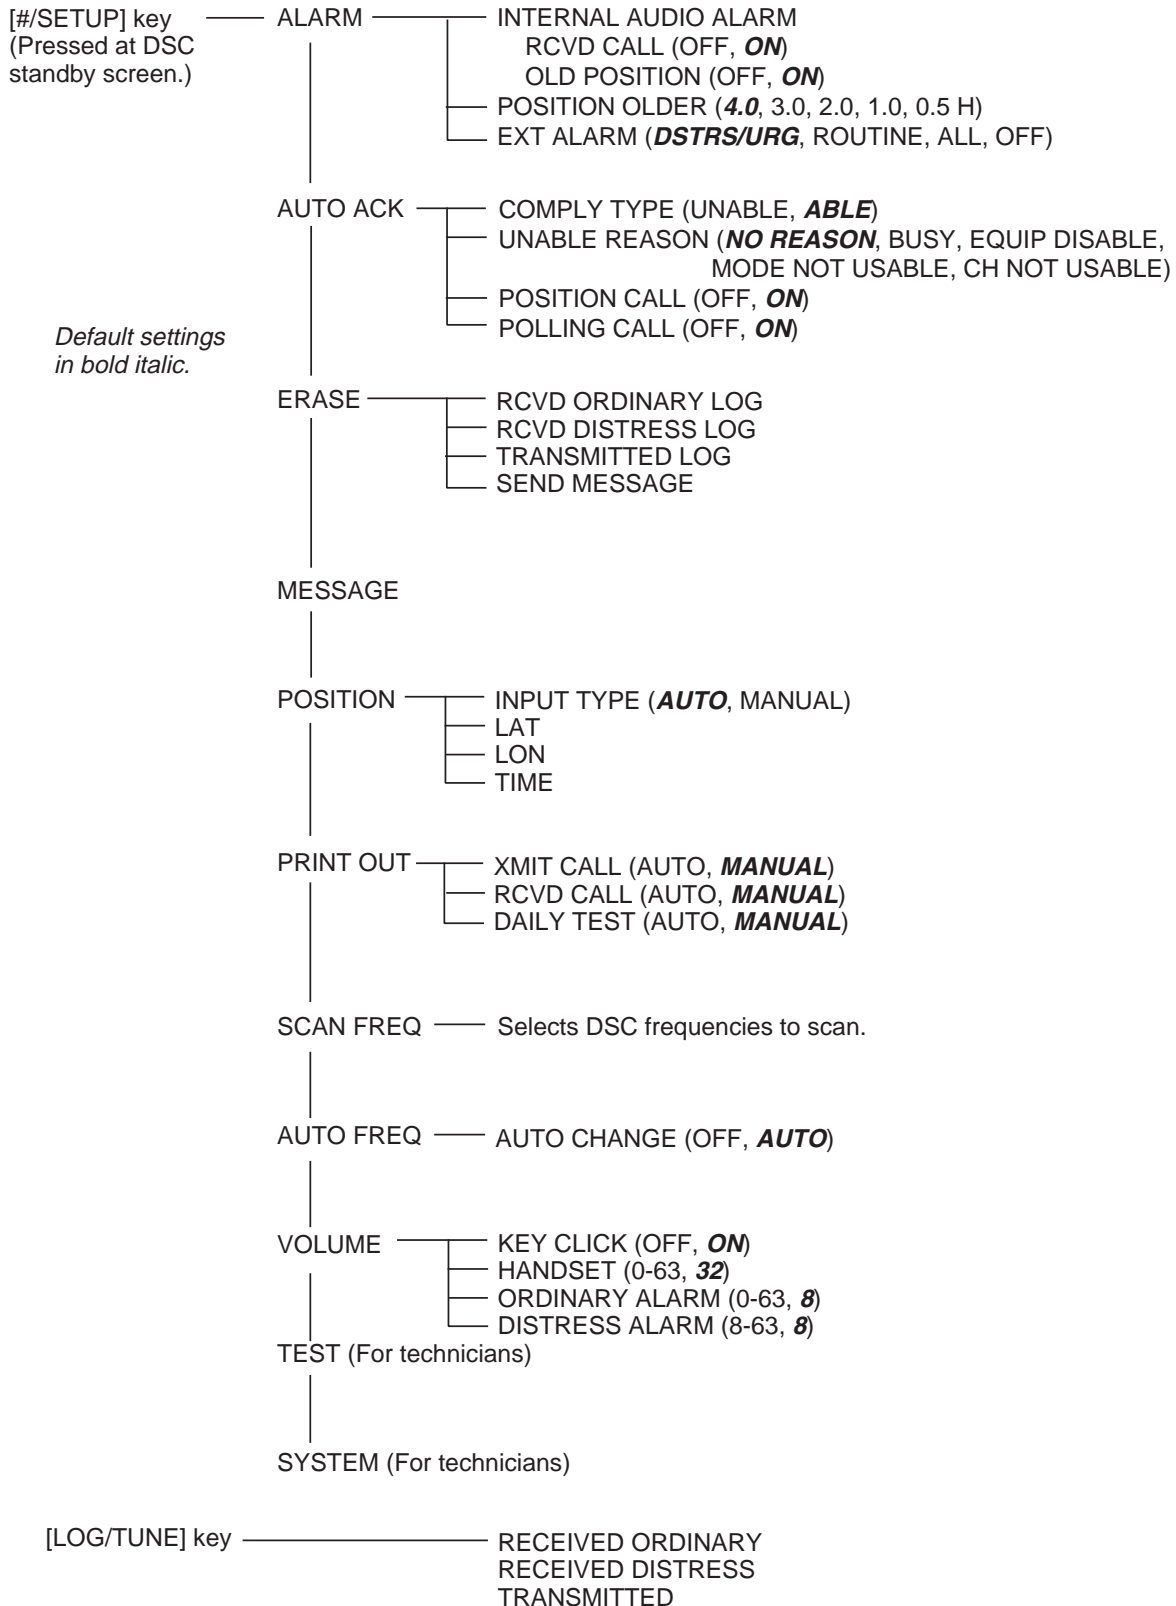 [#/SETUP] key
(Pressed at DSC
standby screen.)
ALARM
INTERNAL AUDIO ALARM
RCVD CALL (OFF, ON)
OLD POSITION (OFF, ON)
POSITION OLDER (4.0, 3.0, 2.0, 1.0, 0.5 H)
EXT ALARM (DSTRS/URG, ROUTINE, ALL, OFF)
AUTO ACK
COMPLY TYPE (UNABLE, ABLE)
UNABLE REASON (NO REASON, BUSY, EQUIP DISABLE,
MODE NOT USABLE, CH NOT USABLE)
POSITION CALL (OFF, ON)
POLLING CALL (OFF, ON)
Default settings
in bold italic.
ERASE
RCVD ORDINARY LOG
RCVD DISTRESS LOG
TRANSMITTED LOG
SEND MESSAGE
MESSAGE
POSITION
INPUT TYPE (AUTO, MANUAL)
LAT
LON
TIME
PRINT OUT
XMIT CALL (AUTO, MANUAL)
RCVD CALL (AUTO, MANUAL)
DAILY TEST (AUTO, MANUAL)
SCAN FREQ
Selects DSC frequencies to scan.
AUTO FREQ
AUTO CHANGE (OFF, AUTO)
VOLUME
KEY CLICK (OFF, ON)
HANDSET (0-63, 32)
ORDINARY ALARM (0-63, 8)
DISTRESS ALARM (8-63, 8)
TEST (For technicians)
SYSTEM (For technicians)
[LOG/TUNE] key
RECEIVED ORDINARY
RECEIVED DISTRESS
TRANSMITTED